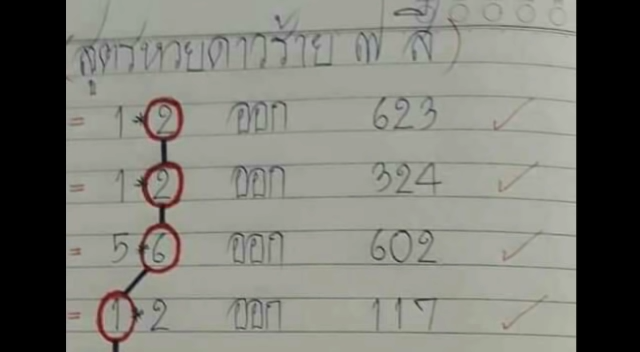 (สูตรหวยดาวร้าย ๗ สี)
= 1 * 2 ออก 623 ✓
= 1 * 2 ออก 324 ✓
= 5 * 6 ออก 602 ✓
= 1 * 2 ออก 117 ✓